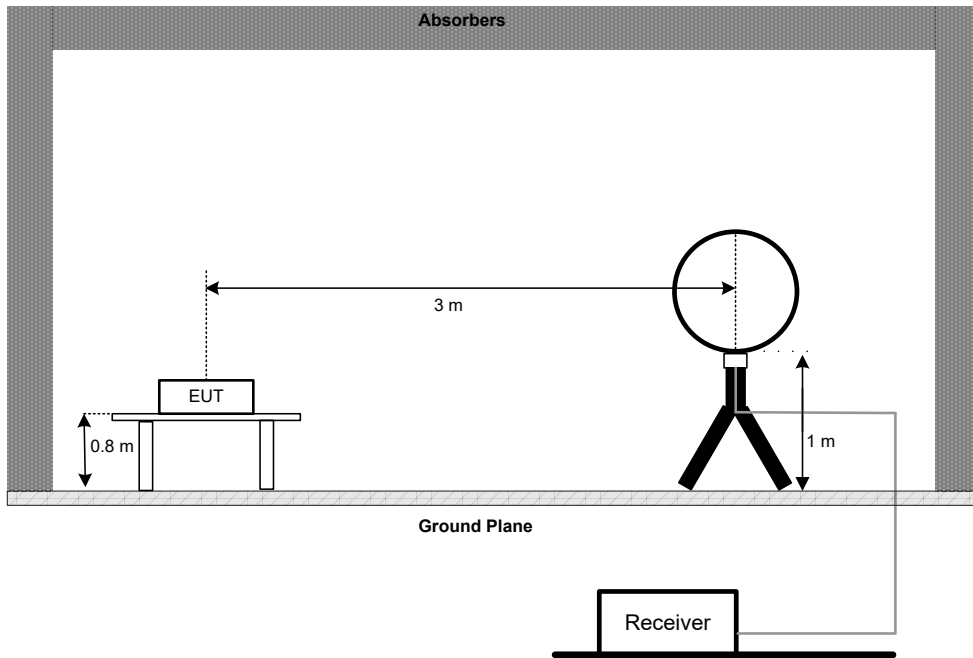 Absorbers
3 m
EUT
0.8 m
1 m
Ground Plane
Receiver